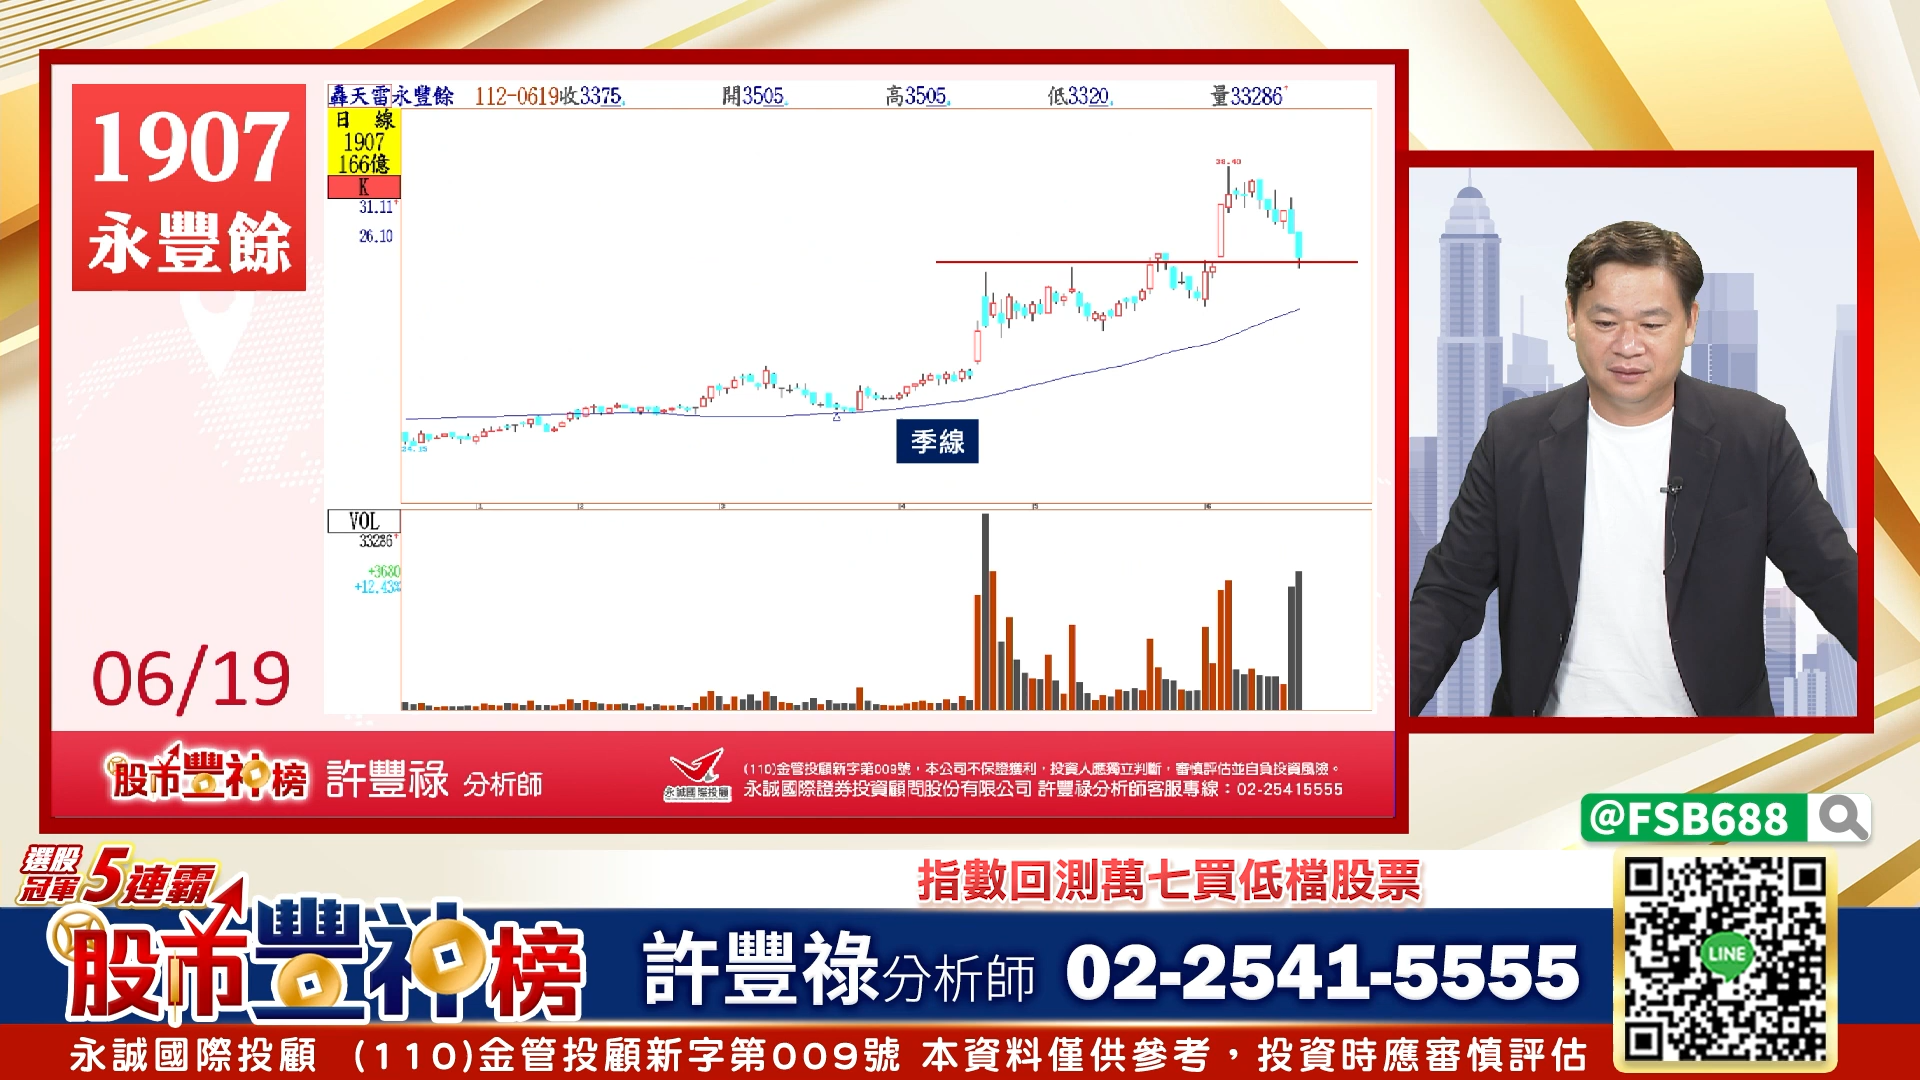 1907
永豐餘
06/19
轟天雷永豐餘 112-0619收3375 開3505 高3505 低3320 量33286
日 線
1907
166億
K
31.11
26.10
38.40
季線
VOL
33286
+3680
+12.43%
股市豐神榜 許豐祿 分析師
永誠國際投顧
(110)金管投顧新字第009號，本公司不保證獲利，投資人應獨立判斷，審慎評估並自負投資風險。
永誠國際證券投資顧問股份有限公司 許豐祿分析師客服專線：02-25415555
@FSB688
選股冠軍5連霸
指數回測萬七買低檔股票
股市豐神榜
許豐祿分析師 02-2541-5555
LINE
永誠國際投顧 (110)金管投顧新字第009號 本資料僅供參考，投資時應審慎評估